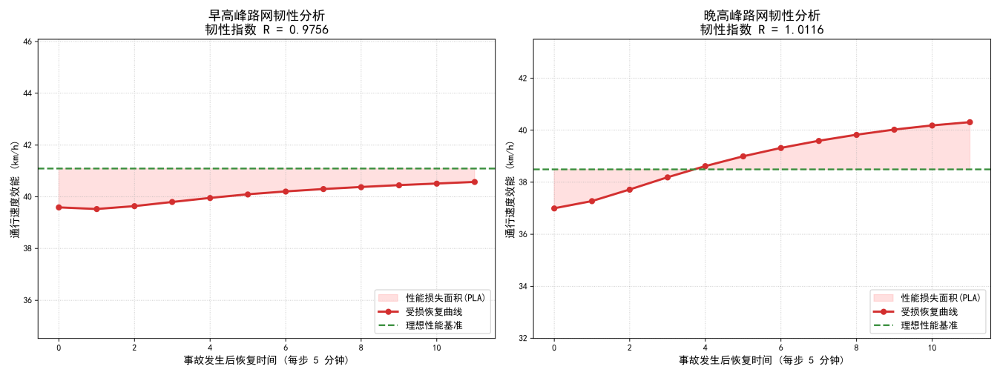 早高峰路网韧性分析
韧性指数 R = 0.9756
46
44
42
40
38
36
通行速度效能 (km/h)
0
2
4
6
8
10
事故发生后恢复时间 (每步 5 分钟)
性能损失面积(PLA)
受损恢复曲线
理想性能基准
晚高峰路网韧性分析
韧性指数 R = 1.0116
42
40
38
36
34
32
通行速度效能 (km/h)
0
2
4
6
8
10
事故发生后恢复时间 (每步 5 分钟)
性能损失面积(PLA)
受损恢复曲线
理想性能基准